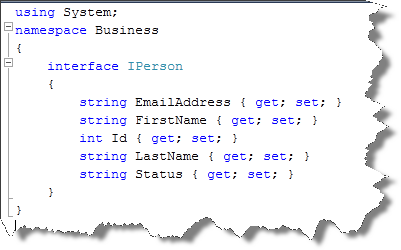 using System;
namespace Business
{
    interface IPerson
    {
        string EmailAddress { get; set; }
        string FirstName { get; set; }
        int Id { get; set; }
        string LastName { get; set; }
        string Status { get; set; }
    }
}